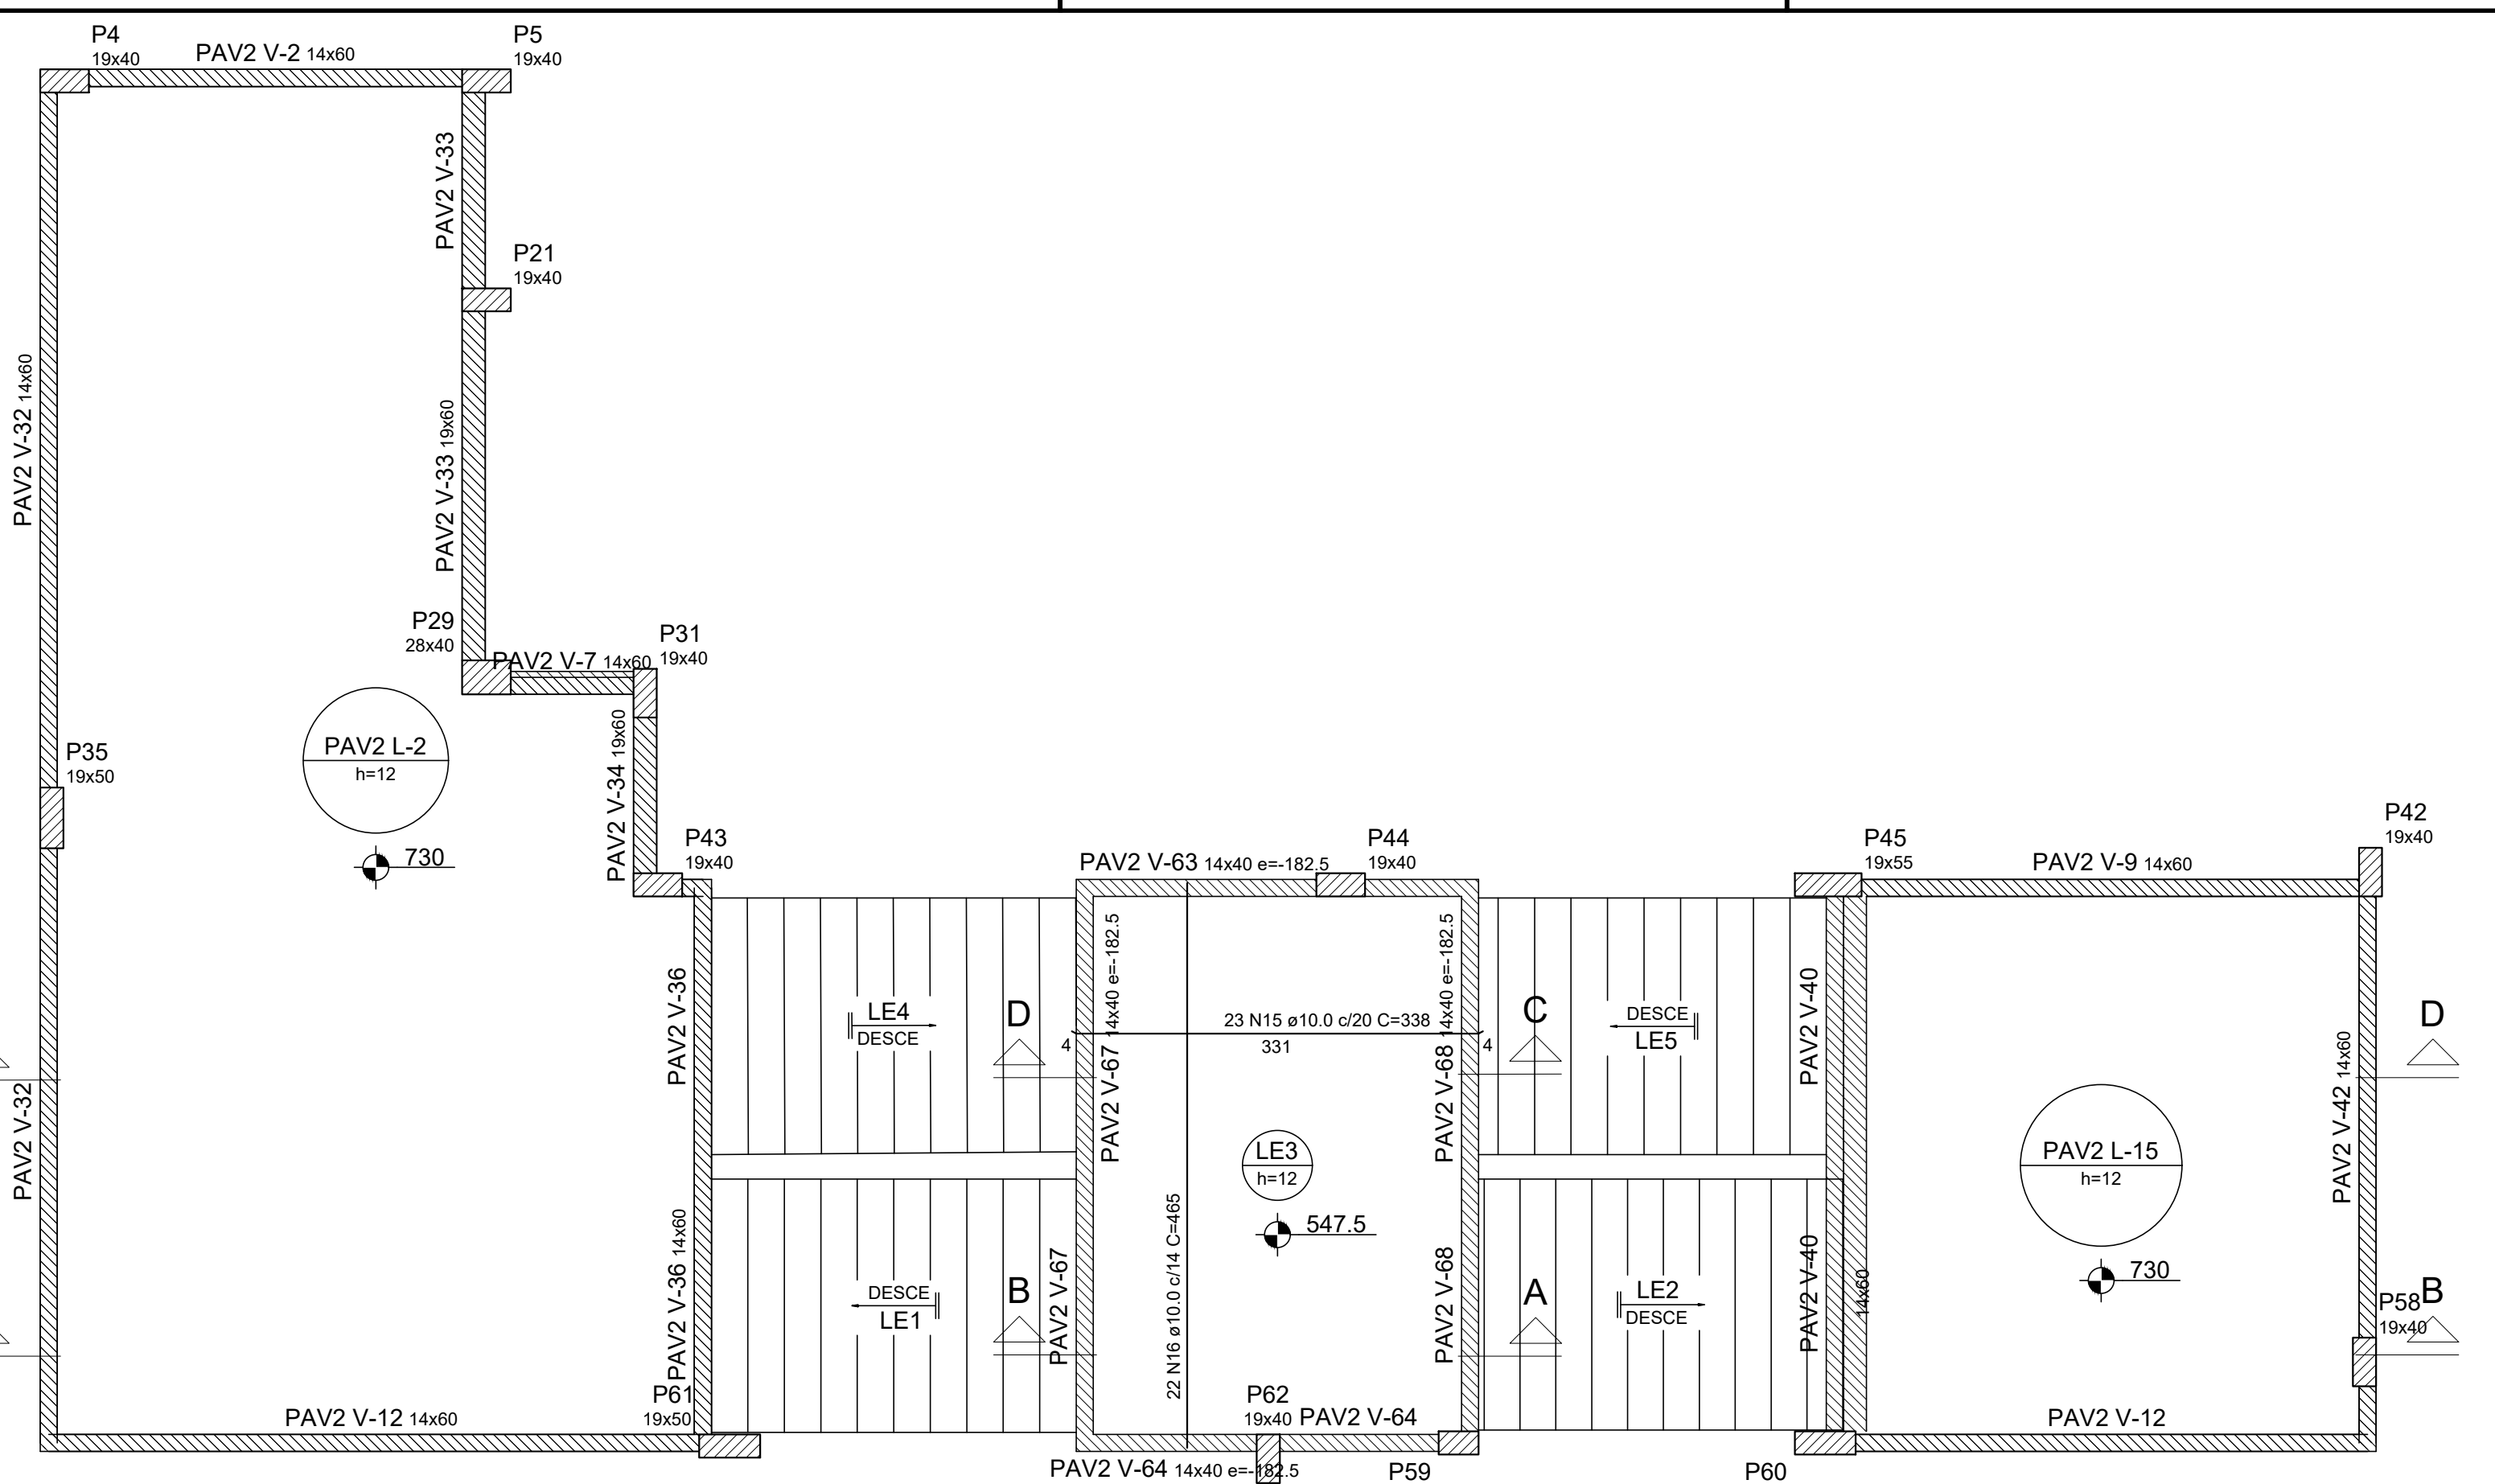 P4
19x40
PAV2 V-2 14x60
P5
19x40
PAV2 V-33
P21
19x40
PAV2 V-32 14x60
PAV2 V-33 19x60
P29
28x40
PAV2 V-7 14x60
P31
19x40
PAV2 L-2
h=12
730
P35
19x50
PAV2 V-34 19x60
P43
19x40
PAV2 V-63 14x40 e=-182.5
P44
19x40
P45
19x55
PAV2 V-9 14x60
P42
19x40
PAV2 V-32
PAV2 V-36
LE4
DESCE
D
PAV2 V-67 14x40 e=-182.5
23 N15 ø10.0 c/20 C=338
331
4
4
PAV2 V-68 14x40 e=-182.5
C
DESCE
LE5
PAV2 V-40
PAV2 V-42 14x60
D
LE3
h=12
547.5
PAV2 L-15
h=12
730
PAV2 V-36 14x60
DESCE
LE1
B
PAV2 V-67
22 N16 ø10.0 c/14 C=465
PAV2 V-68
A
LE2
DESCE
PAV2 V-40
14x60
P58
19x40
B
PAV2 V-12 14x60
P61
19x50
P62
19x40
PAV2 V-64
PAV2 V-12
PAV2 V-64 14x40 e=-182.5
P59
P60